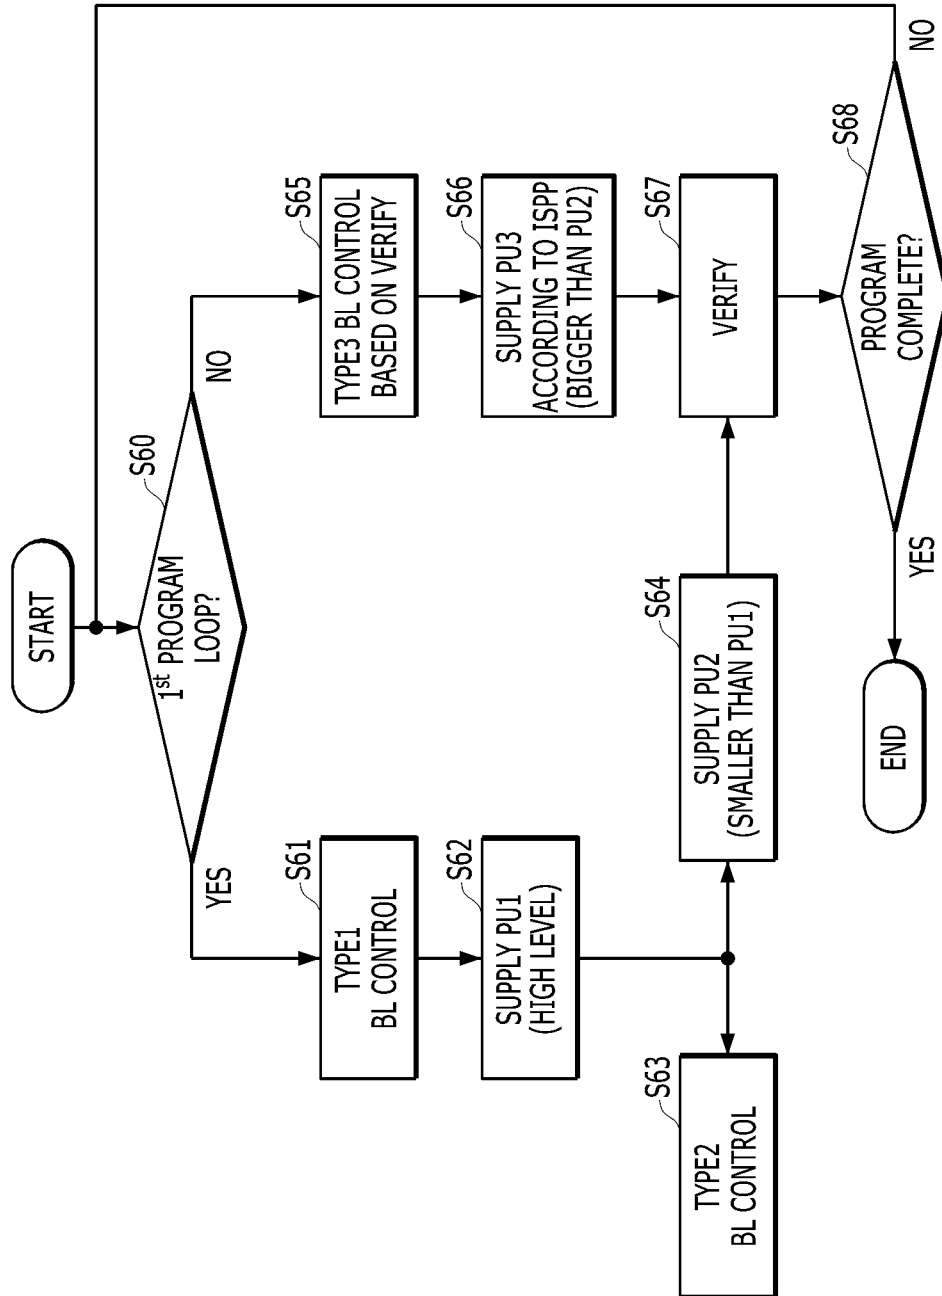 START
1st PROGRAM
LOOP?
S60
YES
NO
TYPE1
BL CONTROL
S61
SUPPLY PU1
(HIGH LEVEL)
S62
TYPE2
BL CONTROL
S63
SUPPLY PU2
(SMALLER THAN PU1)
S64
TYPE3 BL CONTROL
BASED ON VERIFY
S65
SUPPLY PU3
ACCORDING TO ISPP
(BIGGER THAN PU2)
S66
VERIFY
S67
PROGRAM
COMPLETE?
S68
YES
NO
END